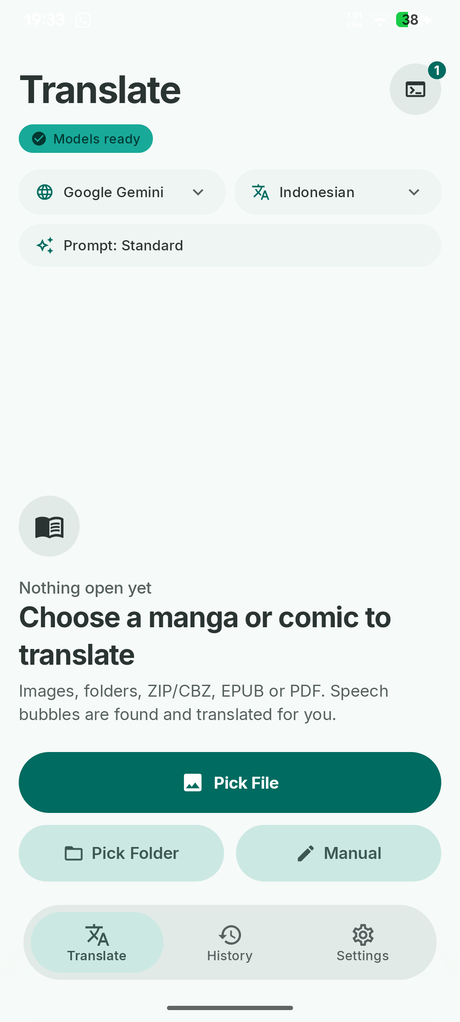 19:33
38
Translate
1
Models ready
Google Gemini
Indonesian
Prompt: Standard
Nothing open yet
Choose a manga or comic to
translate
Images, folders, ZIP/CBZ, EPUB or PDF. Speech
bubbles are found and translated for you.
Pick File
Pick Folder
Manual
Translate
History
Settings